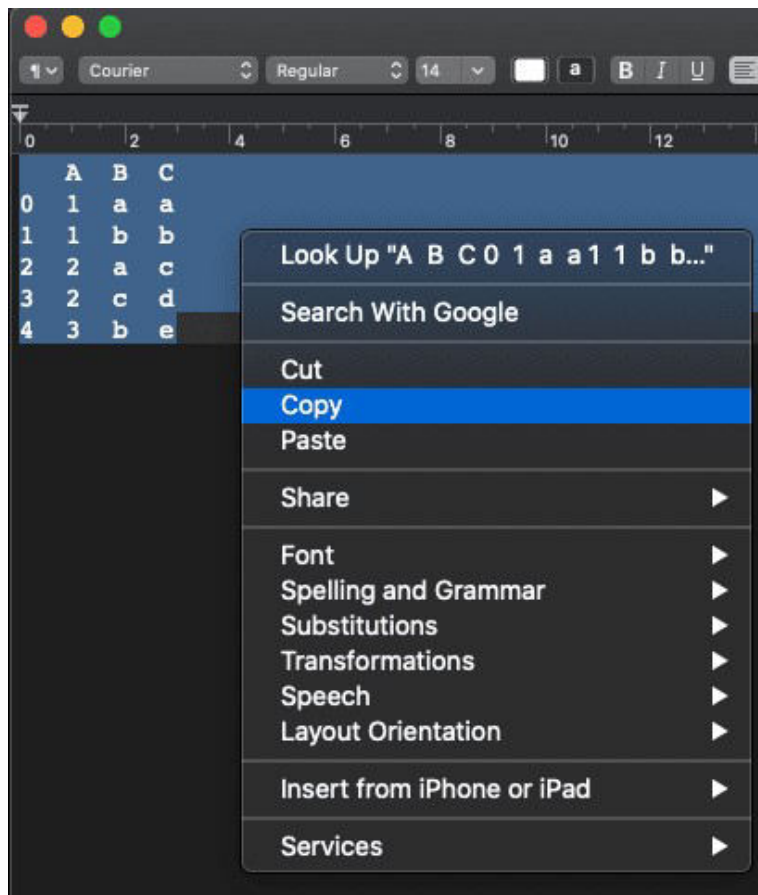 ¶ Courier Regular 14 a B I U
0 2 4 6 8 10 12
A B C
0 1 a a
1 1 b b
2 2 a c
3 2 c d
4 3 b e
Look Up "A B C 0 1 a a1 1 b b..."
Search With Google
Cut
Copy
Paste
Share
Font
Spelling and Grammar
Substitutions
Transformations
Speech
Layout Orientation
Insert from iPhone or iPad
Services